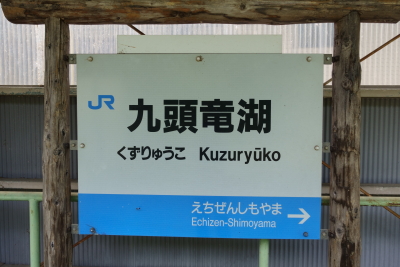 JR
九頭竜湖
くずりゅうこ Kuzuryūko
えちぜんしもやま
Echizen-Shimoyama